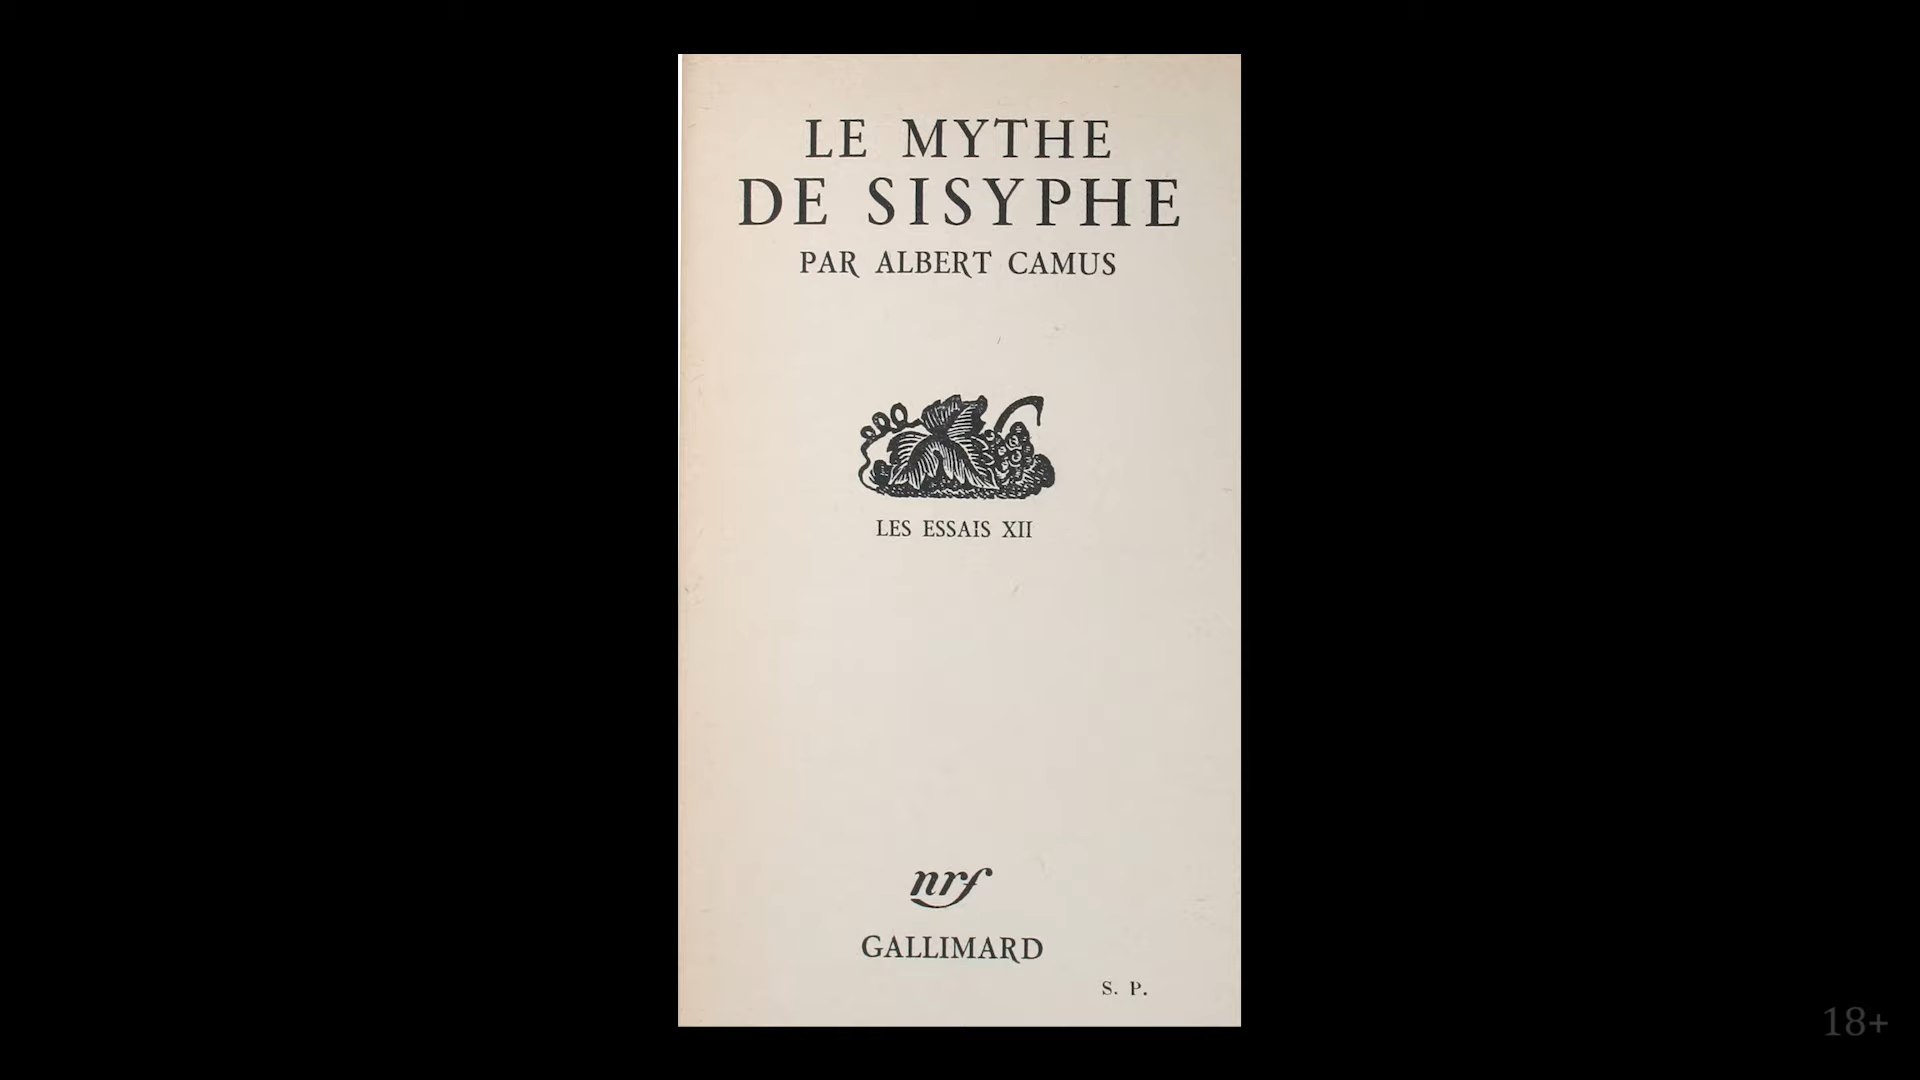 LE MYTHE
DE SISYPHE
PAR ALBERT CAMUS
LES ESSAIS XII
nrf
GALLIMARD
S. P.
18+